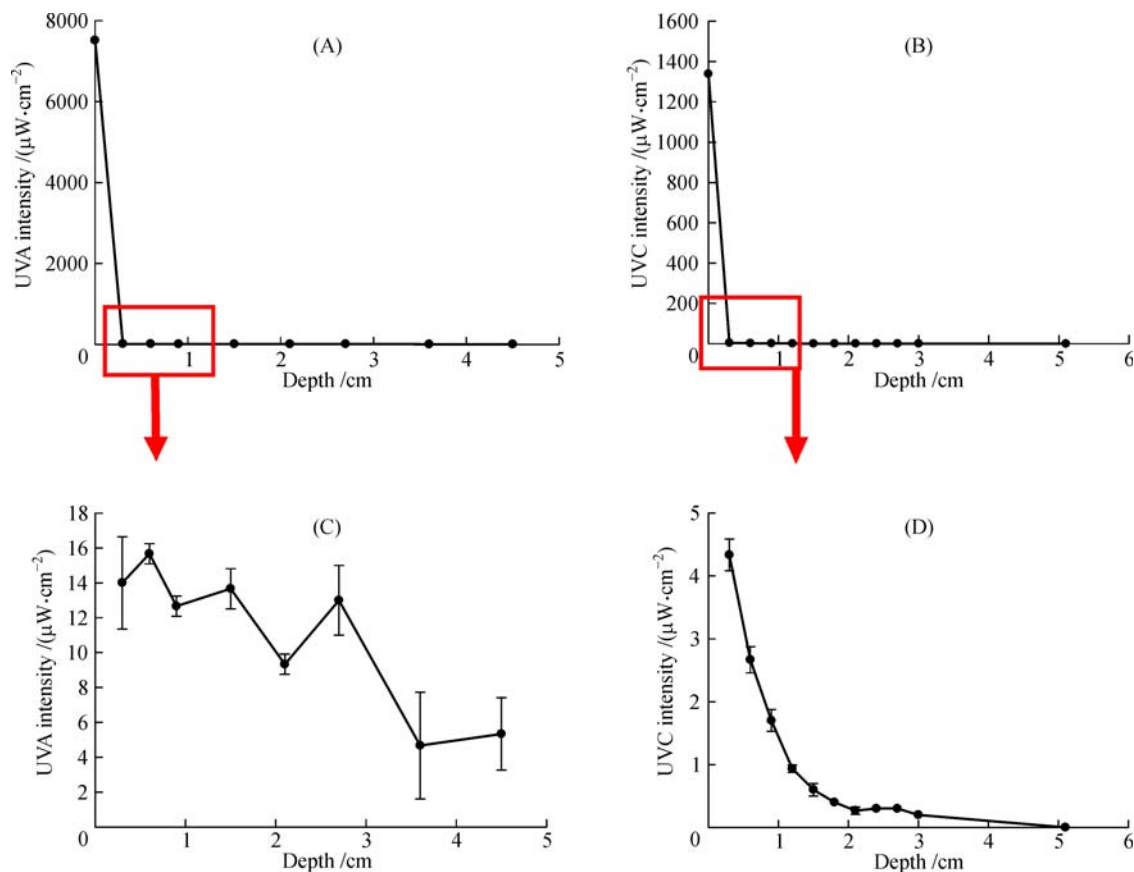 (A)
UVA intensity /(μW·cm⁻²)
8000
6000
4000
2000
0
1 2 3 4 5
Depth /cm
(B)
UVC intensity /(μW·cm⁻²)
1600
1400
1200
1000
800
600
400
200
0
1 2 3 4 5 6
Depth /cm
(C)
UVA intensity /(μW·cm⁻²)
18
16
14
12
10
8
6
4
2
0
1 2 3 4 5
Depth /cm
(D)
UVC intensity /(μW·cm⁻²)
5
4
3
2
1
0
1 2 3 4 5 6
Depth /cm